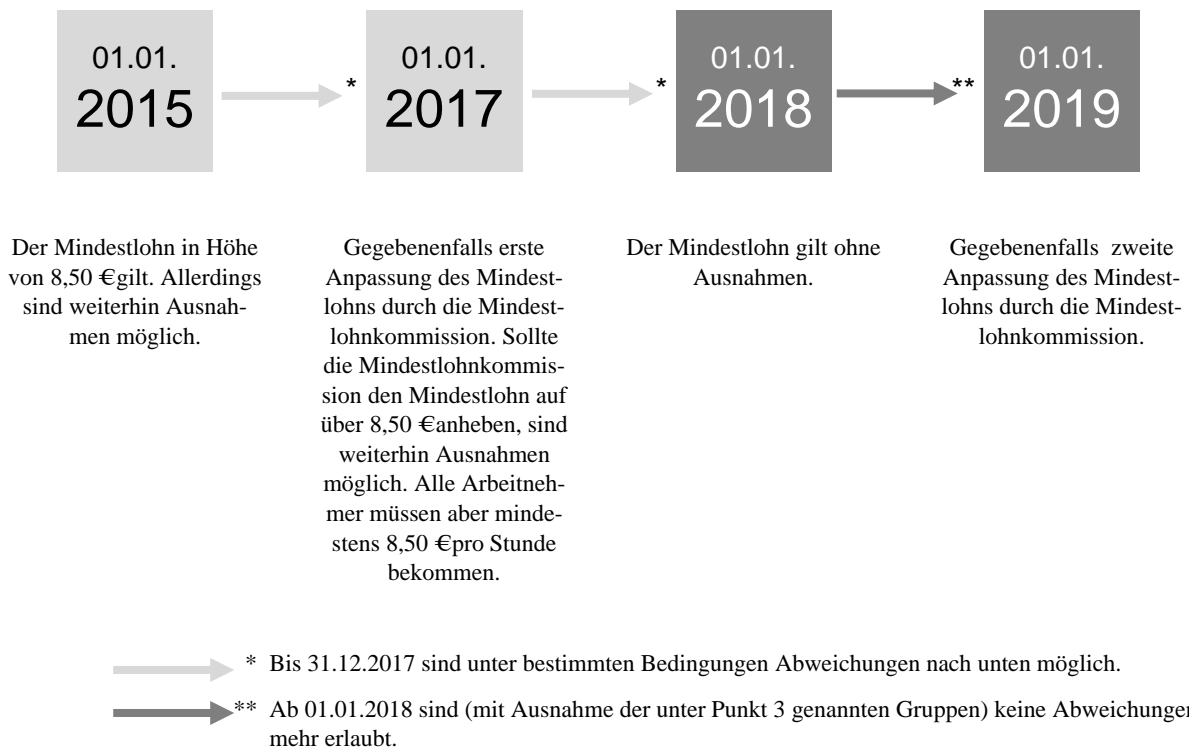 01.01.
2015
*
01.01.
2017
*
01.01.
2018
**
01.01.
2019
Der Mindestlohn in Höhe
von 8,50 €gilt. Allerdings
sind weiterhin Ausnah-
men möglich.
Gegebenenfalls erste
Anpassung des Mindest-
lohns durch die Mindest-
lohnkommission. Sollte
die Mindestlohnkommis-
sion den Mindestlohn auf
über 8,50 €anheben, sind
weiterhin Ausnahmen
möglich. Alle Arbeitneh-
mer müssen aber minde-
stens 8,50 €pro Stunde
bekommen.
Der Mindestlohn gilt ohne
Ausnahmen.
Gegebenenfalls  zweite
Anpassung des Mindest-
lohns durch die Mindest-
lohnkommission.
* Bis 31.12.2017 sind unter bestimmten Bedingungen Abweichungen nach unten möglich.
** Ab 01.01.2018 sind (mit Ausnahme der unter Punkt 3 genannten Gruppen) keine Abweichungen
mehr erlaubt.